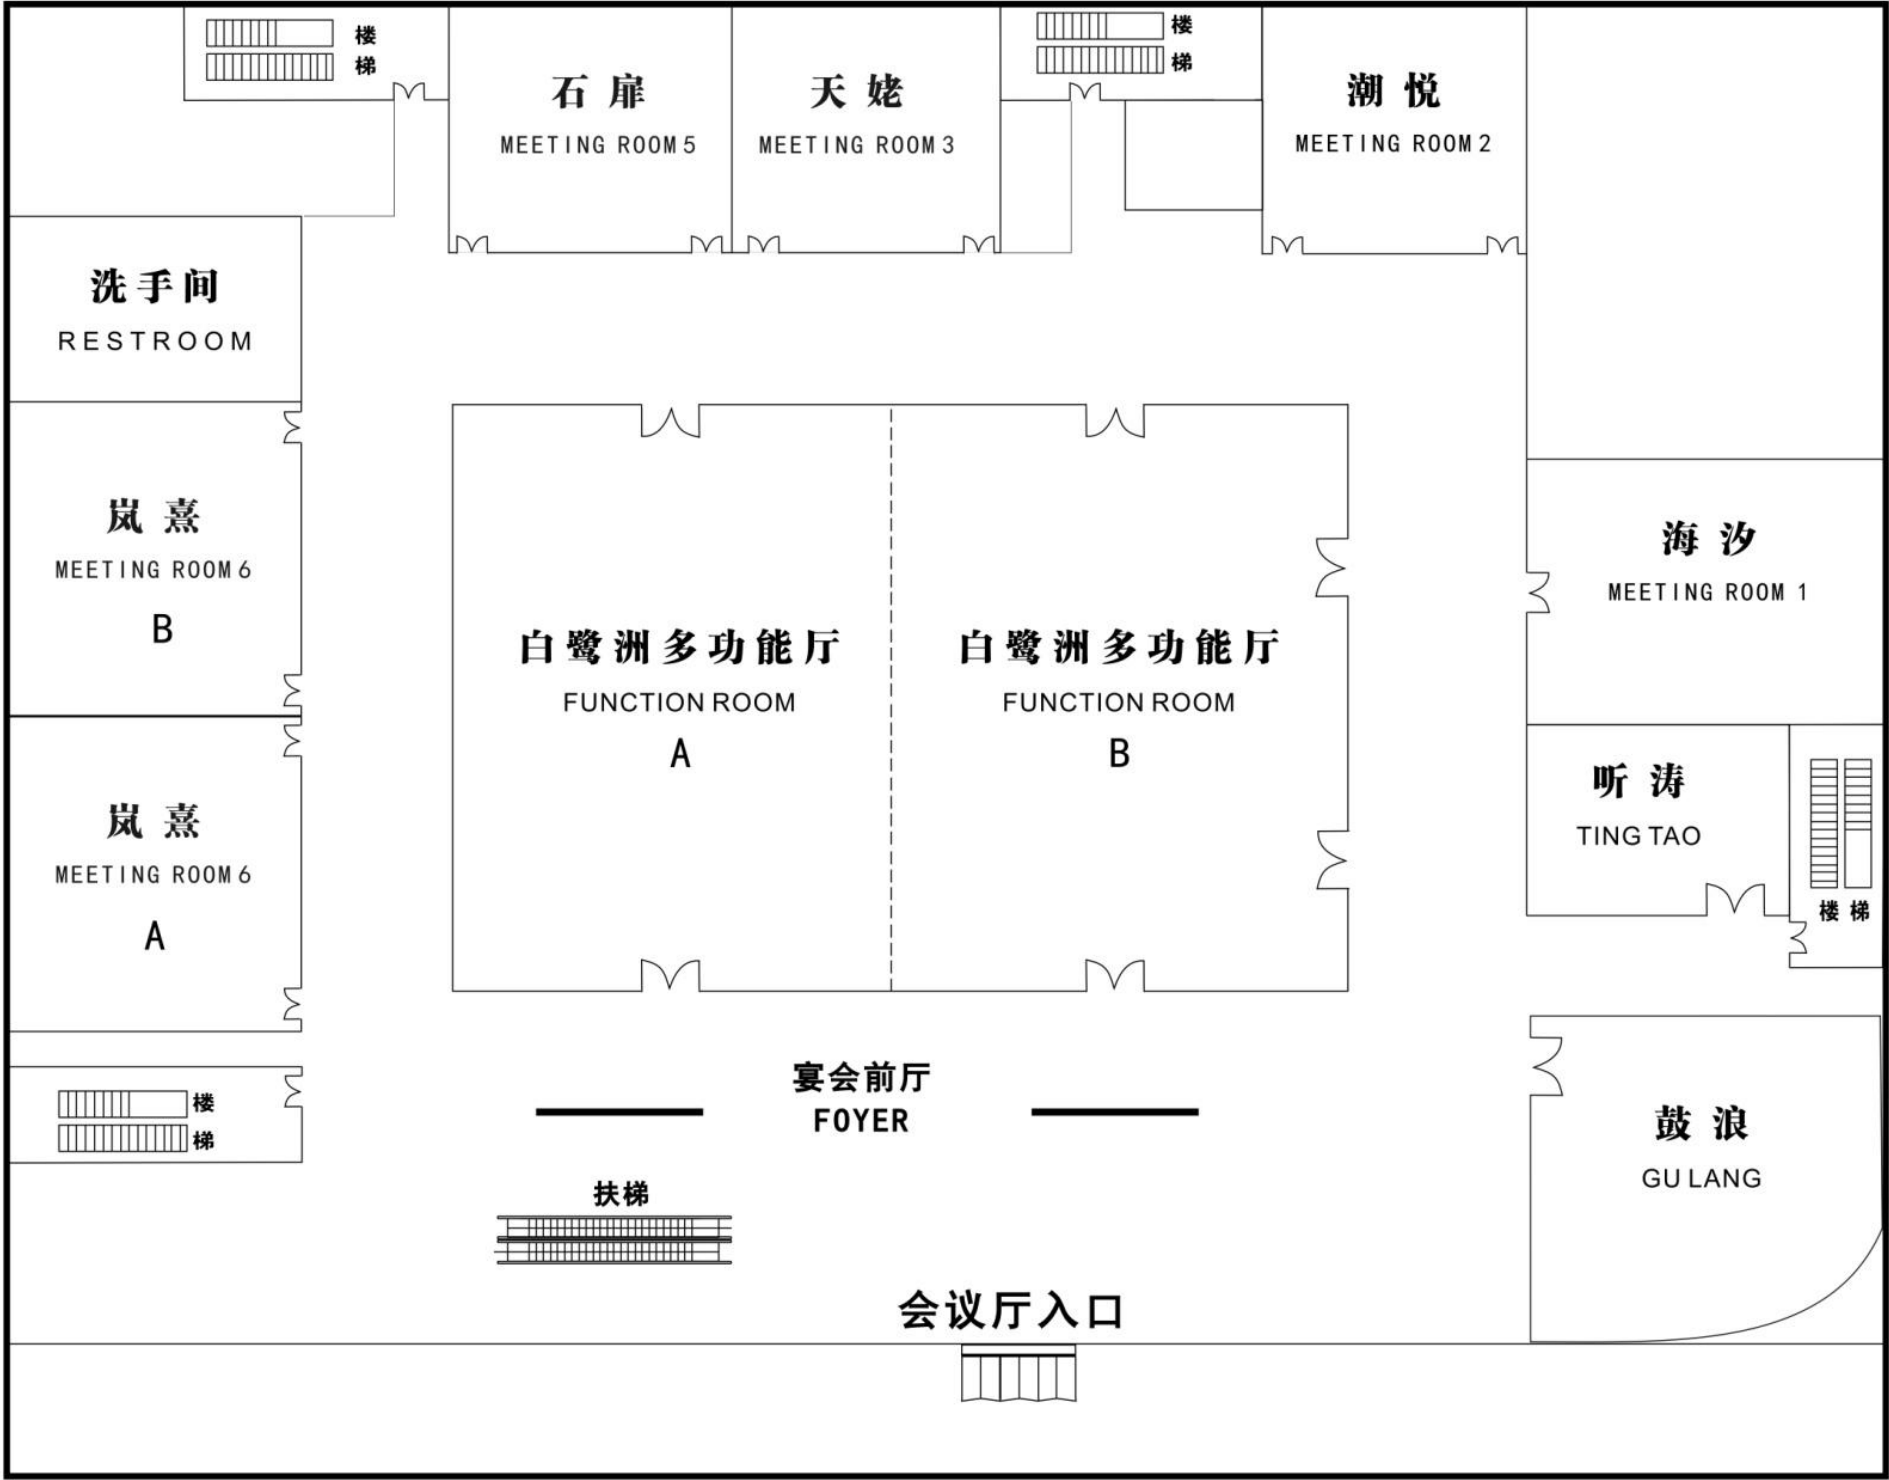 楼
梯
楼
梯
石扉
MEETING ROOM 5
天姥
MEETING ROOM 3
潮悦
MEETING ROOM 2
洗手间
RESTROOM
岚熹
MEETING ROOM 6
B
海汐
MEETING ROOM 1
白鹭洲多功能厅
FUNCTION ROOM
A
白鹭洲多功能厅
FUNCTION ROOM
B
听涛
TING TAO
楼梯
岚熹
MEETING ROOM 6
A
宴会前厅
FOYER
楼
梯
鼓浪
GU LANG
扶梯
会议厅入口